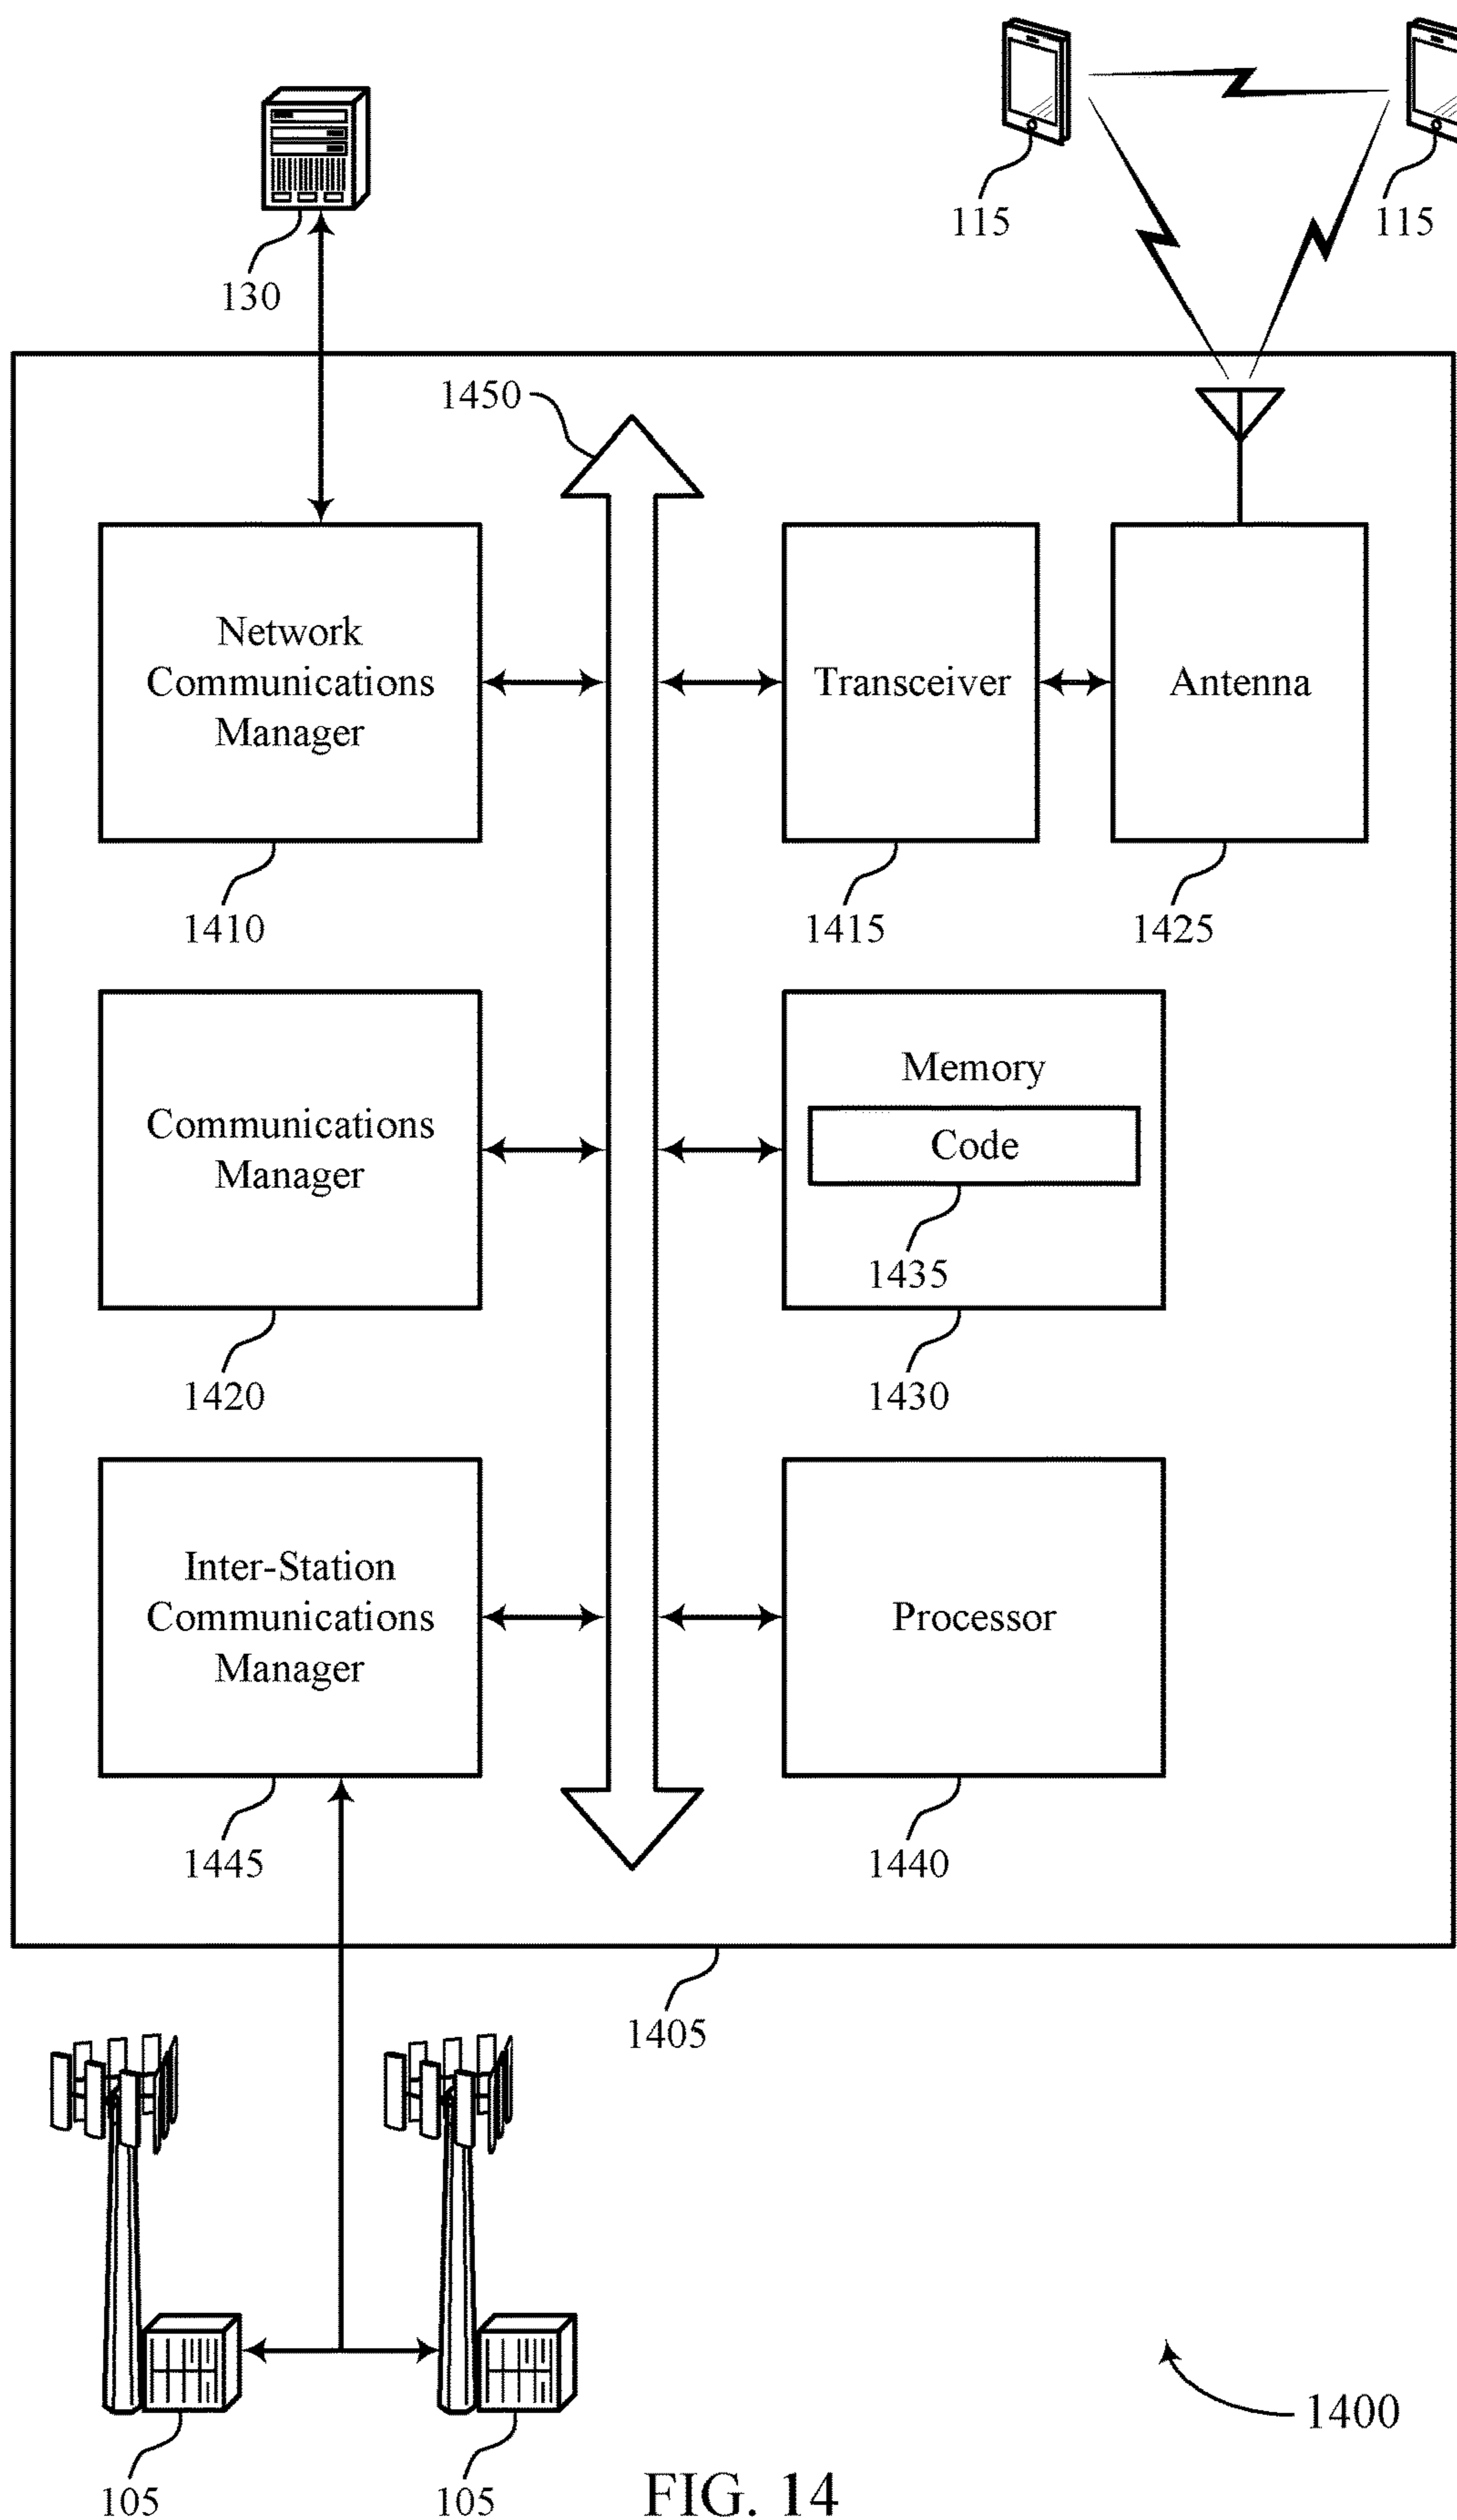 115
115
130
1450
Network
Communications
Manager
Transceiver
Antenna
1410
1415
1425
Communications
Manager
Memory
Code
1435
1420
1430
Inter-Station
Communications
Manager
Processor
1445
1440
1405
1400
105
105
FIG. 14